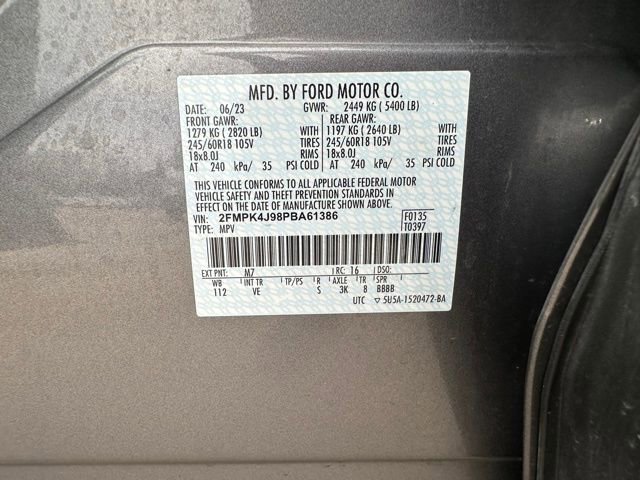 MFD. BY FORD MOTOR CO.
DATE: 06/23 GVWR: 2449 KG ( 5400 LB)
FRONT GAWR: REAR GAWR:
1279 KG ( 2820 LB) WITH 1197 KG ( 2640 LB) WITH
245/60R18 105V TIRES 245/60R18 105V TIRES
18x8.0J RIMS 18x8.0J RIMS
AT 240 kPa/ 35 PSI COLD AT 240 kPa/ 35 PSI COLD
THIS VEHICLE CONFORMS TO ALL APPLICABLE FEDERAL MOTOR
VEHICLE SAFETY AND THEFT PREVENTION STANDARDS IN
EFFECT ON THE DATE OF MANUFACTURE SHOWN ABOVE.
VIN: 2FMPK4J98PBA61386 F0135
TYPE: MPV T0397
EXT PNT: M7 RC: 16 DSO:
WB INT TR TP/PS R AXLE TR SPR
112 VE S 3K 8 BBBB
UTC ▽ 5U5A-1520472-BA